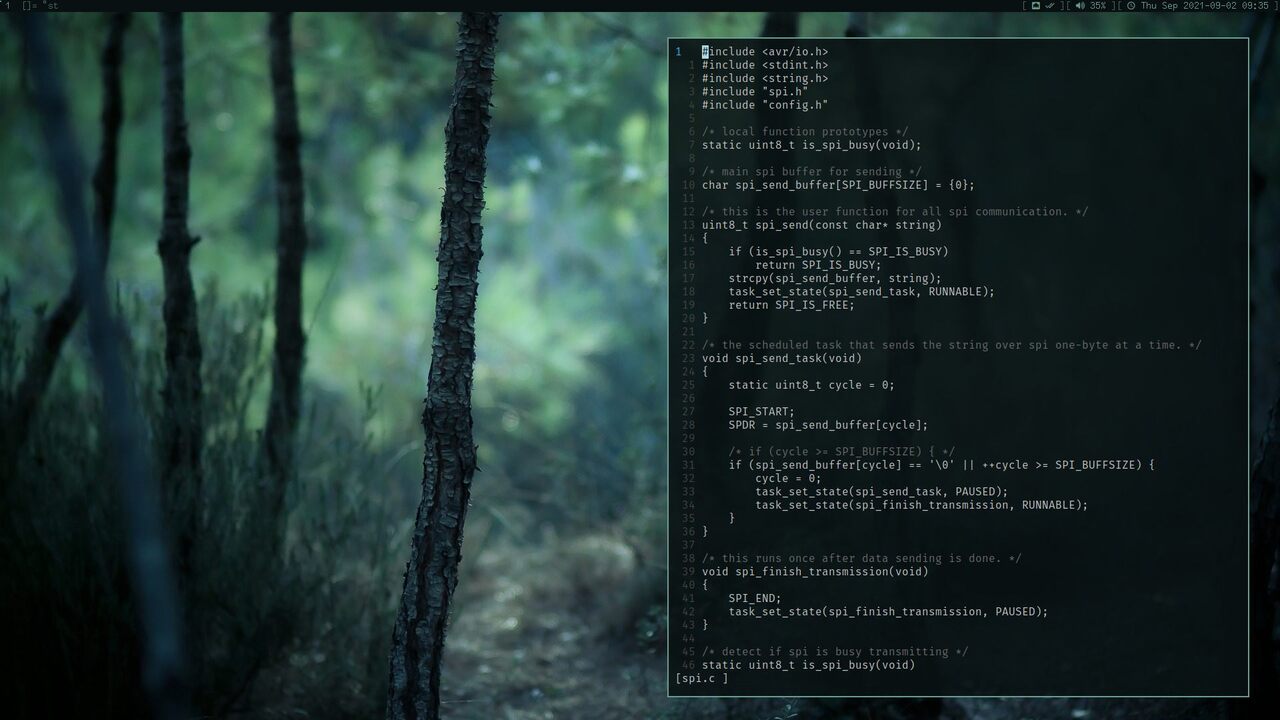 1 []= "st
[ ][ 35% ][ Thu Sep 2021-09-02 09:35 ]
1 #include <avr/io.h>
1 #include <stdint.h>
2 #include <string.h>
3 #include "spi.h"
4 #include "config.h"
5
6 /* local function prototypes */
7 static uint8_t is_spi_busy(void);
8
9 /* main spi buffer for sending */
10 char spi_send_buffer[SPI_BUFFSIZE] = {0};
11
12 /* this is the user function for all spi communication. */
13 uint8_t spi_send(const char* string)
14 {
15     if (is_spi_busy() == SPI_IS_BUSY)
16         return SPI_IS_BUSY;
17     strcpy(spi_send_buffer, string);
18     task_set_state(spi_send_task, RUNNABLE);
19     return SPI_IS_FREE;
20 }
21
22 /* the scheduled task that sends the string over spi one-byte at a time. */
23 void spi_send_task(void)
24 {
25     static uint8_t cycle = 0;
26
27     SPI_START;
28     SPDR = spi_send_buffer[cycle];
29
30     /* if (cycle >= SPI_BUFFSIZE) { */
31     if (spi_send_buffer[cycle] == '\0' || ++cycle >= SPI_BUFFSIZE) {
32         cycle = 0;
33         task_set_state(spi_send_task, PAUSED);
34         task_set_state(spi_finish_transmission, RUNNABLE);
35     }
36 }
37
38 /* this runs once after data sending is done. */
39 void spi_finish_transmission(void)
40 {
41     SPI_END;
42     task_set_state(spi_finish_transmission, PAUSED);
43 }
44
45 /* detect if spi is busy transmitting */
46 static uint8_t is_spi_busy(void)
[spi.c ]